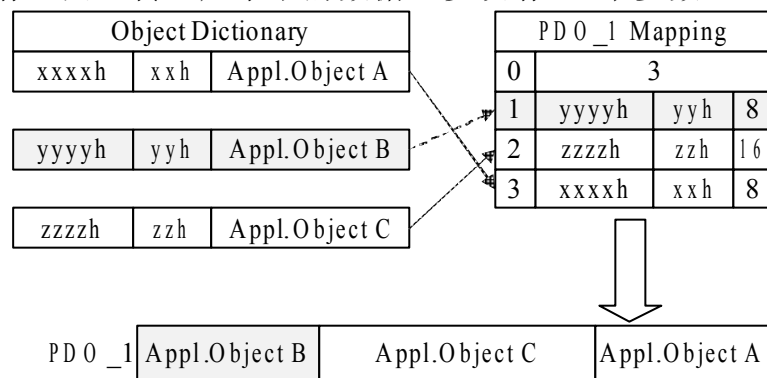 Object Dictionary
xxxxh xxh Appl.Object A
yyyyh yyh Appl.Object B
zzzzh zzh Appl.Object C
PDO_1 Mapping
0 3
1 yyyyh yyh 8
2 zzzzh zzh 16
3 xxxxh xxh 8
PDO_1 Appl.Object B Appl.Object C Appl.Object A